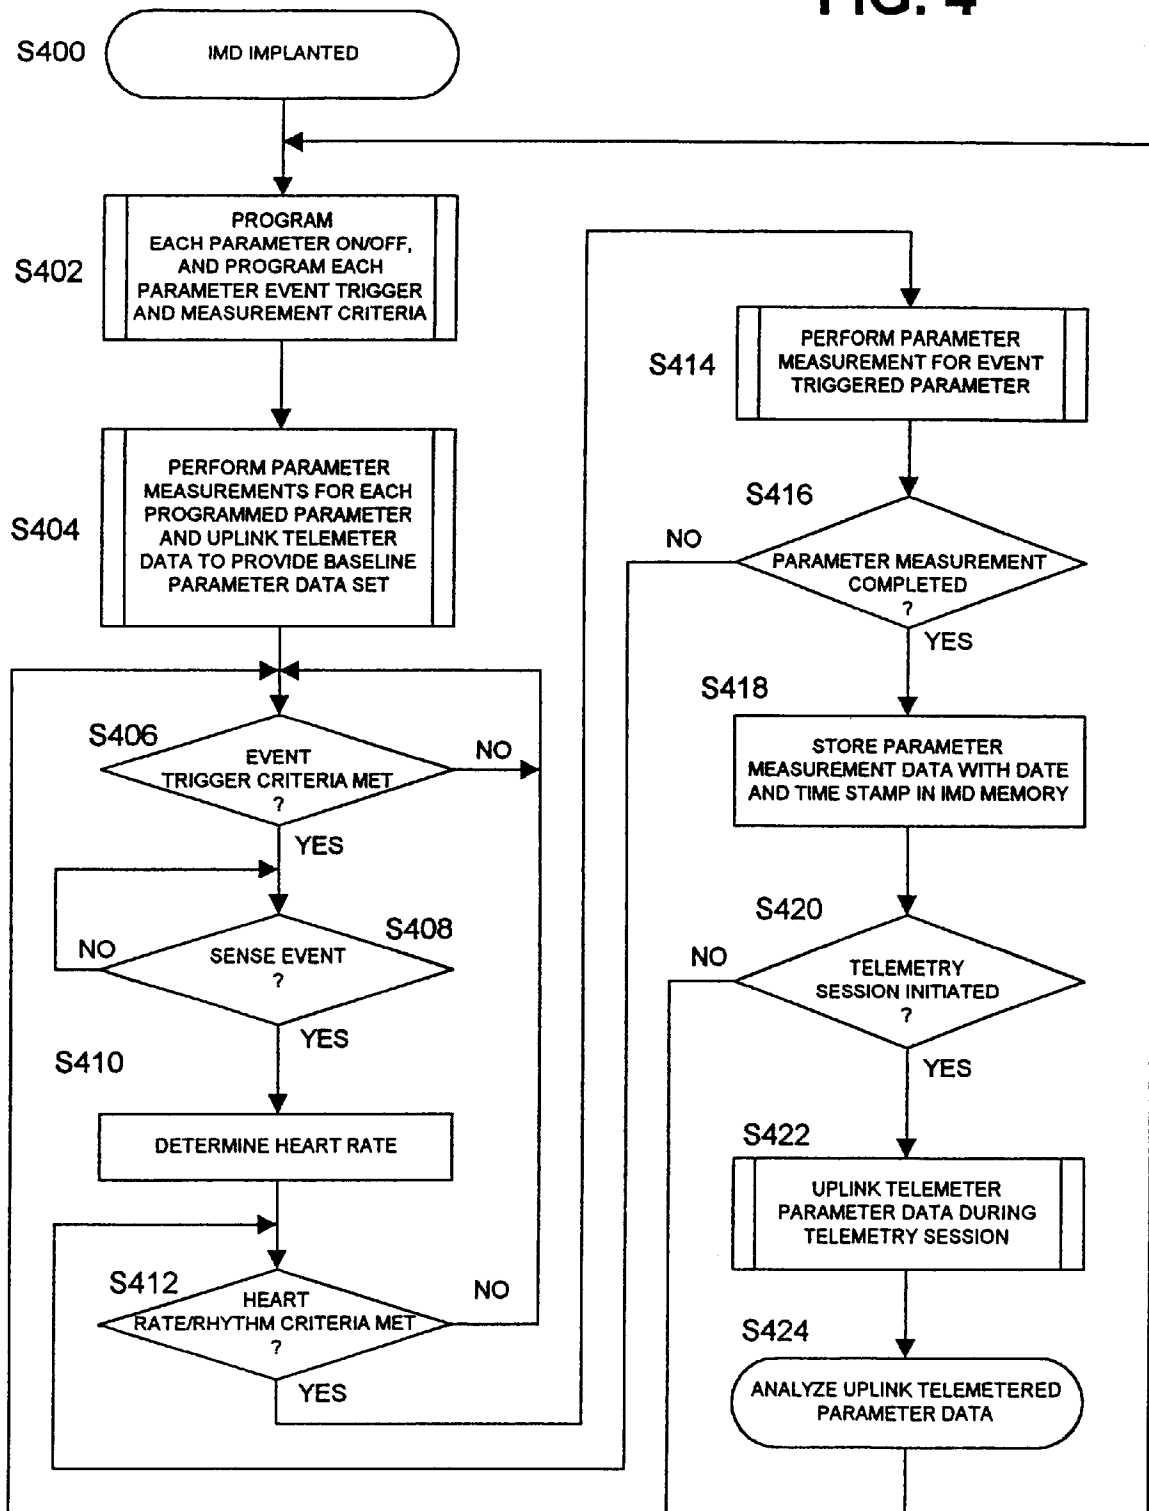 FIG. 4
S400
IMD IMPLANTED
S402
PROGRAM
EACH PARAMETER ON/OFF,
AND PROGRAM EACH
PARAMETER EVENT TRIGGER
AND MEASUREMENT CRITERIA
S404
PERFORM PARAMETER
MEASUREMENTS FOR EACH
PROGRAMMED PARAMETER
AND UPLINK TELEMETER
DATA TO PROVIDE BASELINE
PARAMETER DATA SET
S406
EVENT
TRIGGER CRITERIA MET
?
NO
YES
S408
SENSE EVENT
?
NO
YES
S410
DETERMINE HEART RATE
S412
HEART
RATE/RHYTHM CRITERIA MET
?
NO
YES
S414
PERFORM PARAMETER
MEASUREMENT FOR EVENT
TRIGGERED PARAMETER
S416
PARAMETER MEASUREMENT
COMPLETED
?
NO
YES
S418
STORE PARAMETER
MEASUREMENT DATA WITH DATE
AND TIME STAMP IN IMD MEMORY
S420
TELEMETRY
SESSION INITIATED
?
NO
YES
S422
UPLINK TELEMETER
PARAMETER DATA DURING
TELEMETRY SESSION
S424
ANALYZE UPLINK TELEMETERED
PARAMETER DATA